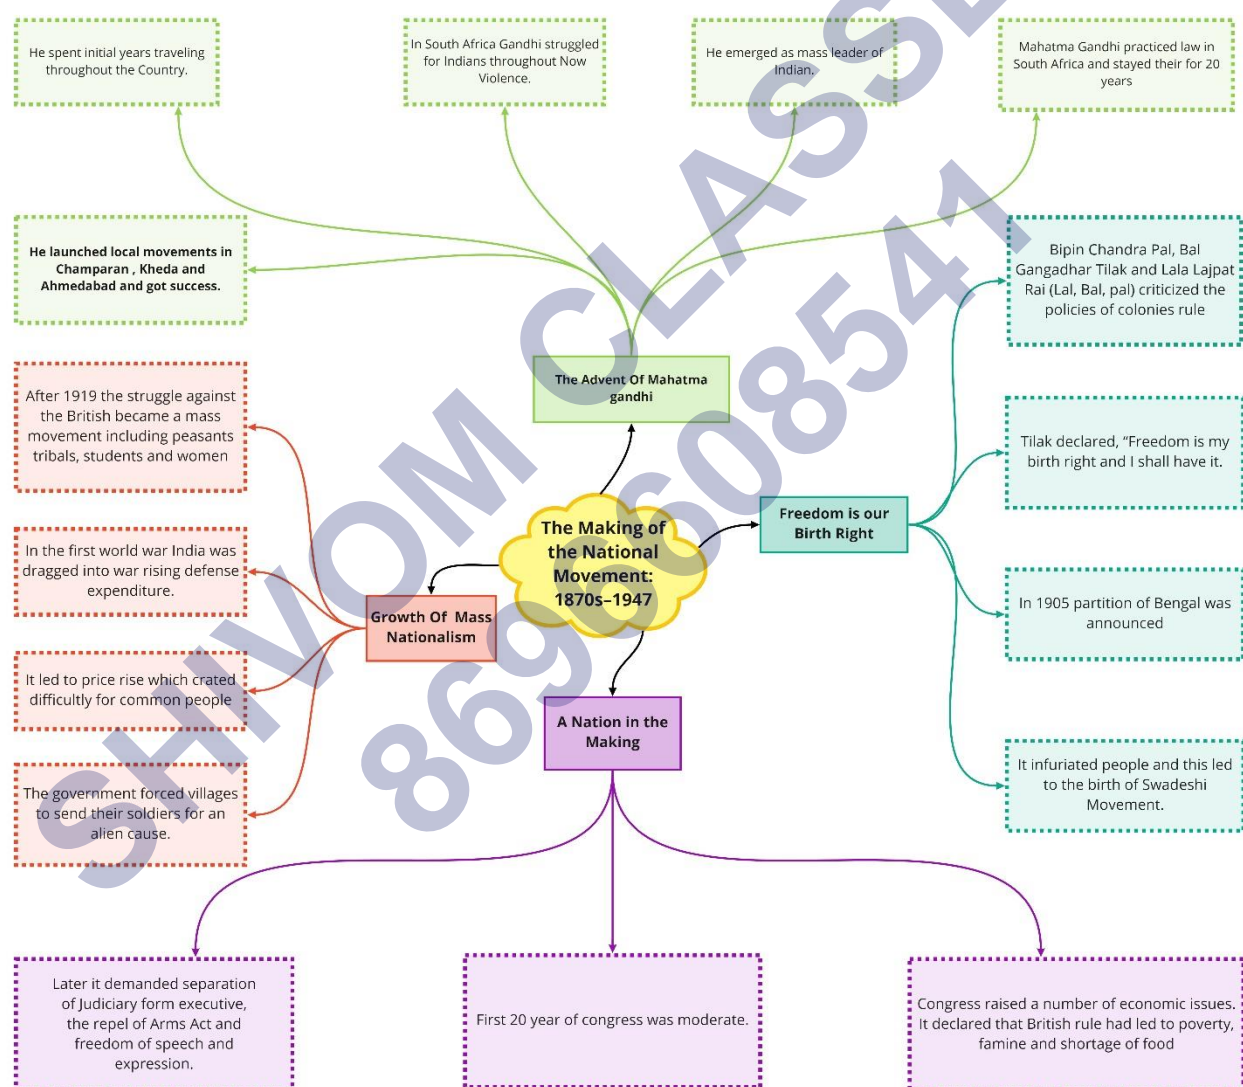 He spent initial years traveling
throughout the Country.
In South Africa Gandhi struggled
for Indians throughout Now
Violence.
He emerged as mass leader of
Indian.
Mahatma Gandhi practiced law in
South Africa and stayed their for 20
years
He launched local movements in
Champaran , Kheda and
Ahmedabad and got success.
Bipin Chandra Pal, Bal
Gangadhar Tilak and Lala Lajpat
Rai (Lal, Bal, pal) criticized the
policies of colonies rule
The Advent Of Mahatma
gandhi
After 1919 the struggle against
the British became a mass
movement including peasants
tribals, students and women
Tilak declared, “Freedom is my
birth right and I shall have it.
Freedom is our
Birth Right
The Making of
the National
Movement:
1870s–1947
In the first world war India was
dragged into war rising defense
expenditure.
In 1905 partition of Bengal was
announced
Growth Of Mass
Nationalism
It led to price rise which crated
difficultly for common people
A Nation in the
Making
It infuriated people and this led
to the birth of Swadeshi
Movement.
The government forced villages
to send their soldiers for an
alien cause.
Later it demanded separation
of Judiciary form executive,
the repel of Arms Act and
freedom of speech and
expression.
First 20 year of congress was moderate.
Congress raised a number of economic issues.
It declared that British rule had led to poverty,
famine and shortage of food
SHIVOM CLASSE
8696608541